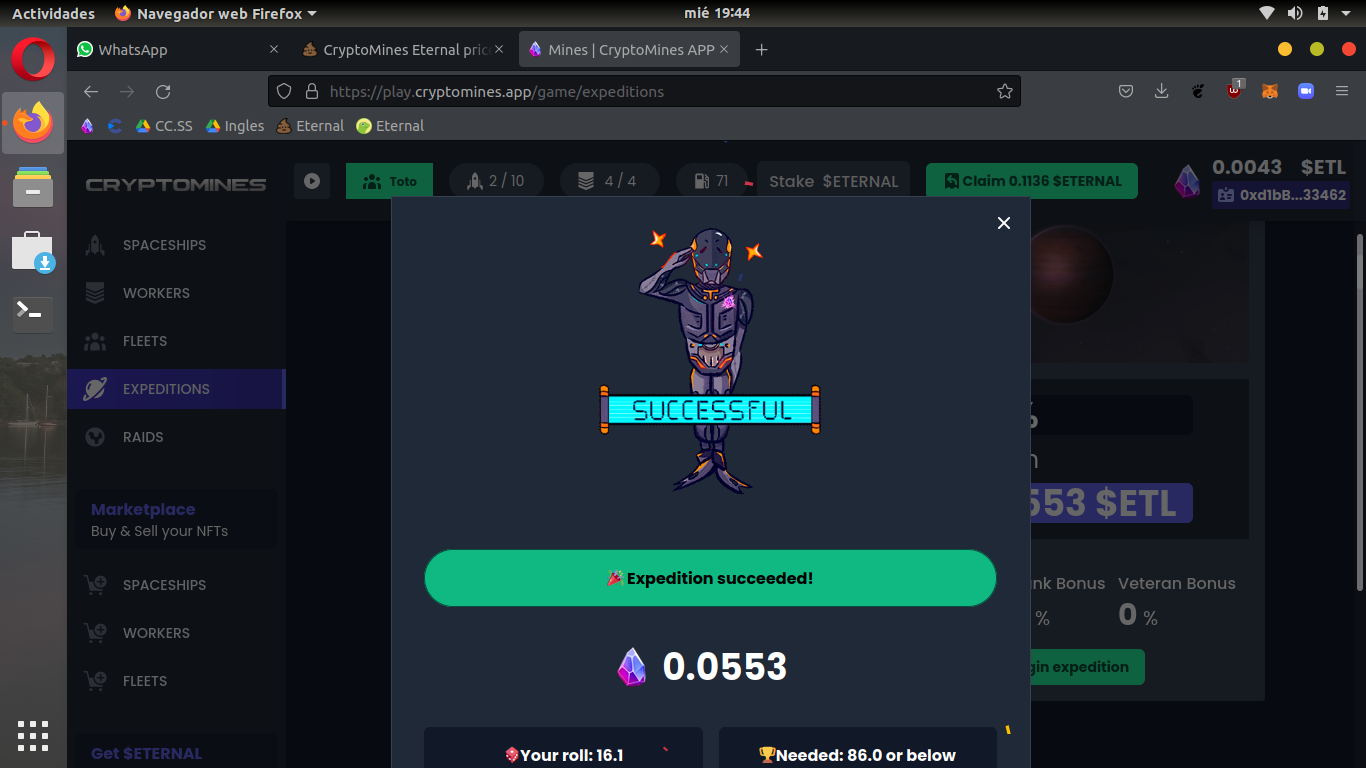 Actividades
Navegador web Firefox
mié 19:44
WhatsApp
CryptoMines Eternal pric
Mines | CryptoMines APP
https://play.cryptomines.app/game/expeditions
1
CC.SS
Ingles
Eternal
Eternal
CRYPTOMINES
Toto
2 / 10
4 / 4
71
Stake $ETERNAL
Claim 0.1136 $ETERNAL
0.0043 $ETL
0xd1bB...33462
SPACESHIPS
WORKERS
FLEETS
EXPEDITIONS
RAIDS
Marketplace
Buy & Sell your NFTs
SPACESHIPS
WORKERS
FLEETS
Get $ETERNAL
SUCCESSFUL
Expedition succeeded!
0.0553
Your roll: 16.1
Needed: 86.0 or below
553 $ETL
nk Bonus
Veteran Bonus
%
0 %
gin expedition